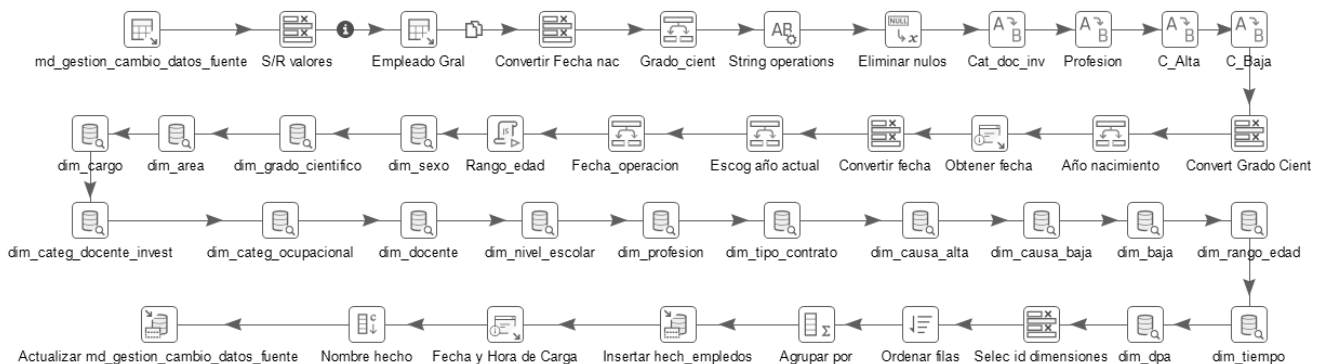 md_gestion_cambio_datos_fuente S/R valores Empleado Gral Convertir Fecha nac Grado_cient String operations Eliminar nulos Cat_doc_inv Profesion C_Alta C_Baja
dim_cargo dim_area dim_grado_cientifico dim_sexo Rango_edad Fecha_operacion Escog año actual Convertir fecha Obtener fecha Año nacimiento Convert Grado Cient
dim_categ_docente_invest dim_categ_ocupacional dim_docente dim_nivel_escolar dim_profesion dim_tipo_contrato dim_causa_alta dim_causa_baja dim_baja dim_rango_edad
Actualizar md_gestion_cambio_datos_fuente Nombre hecho Fecha y Hora de Carga Insertar hech_empledos Agrupar por Ordenar filas Selec id dimensiones dim_dpa dim_tiempo